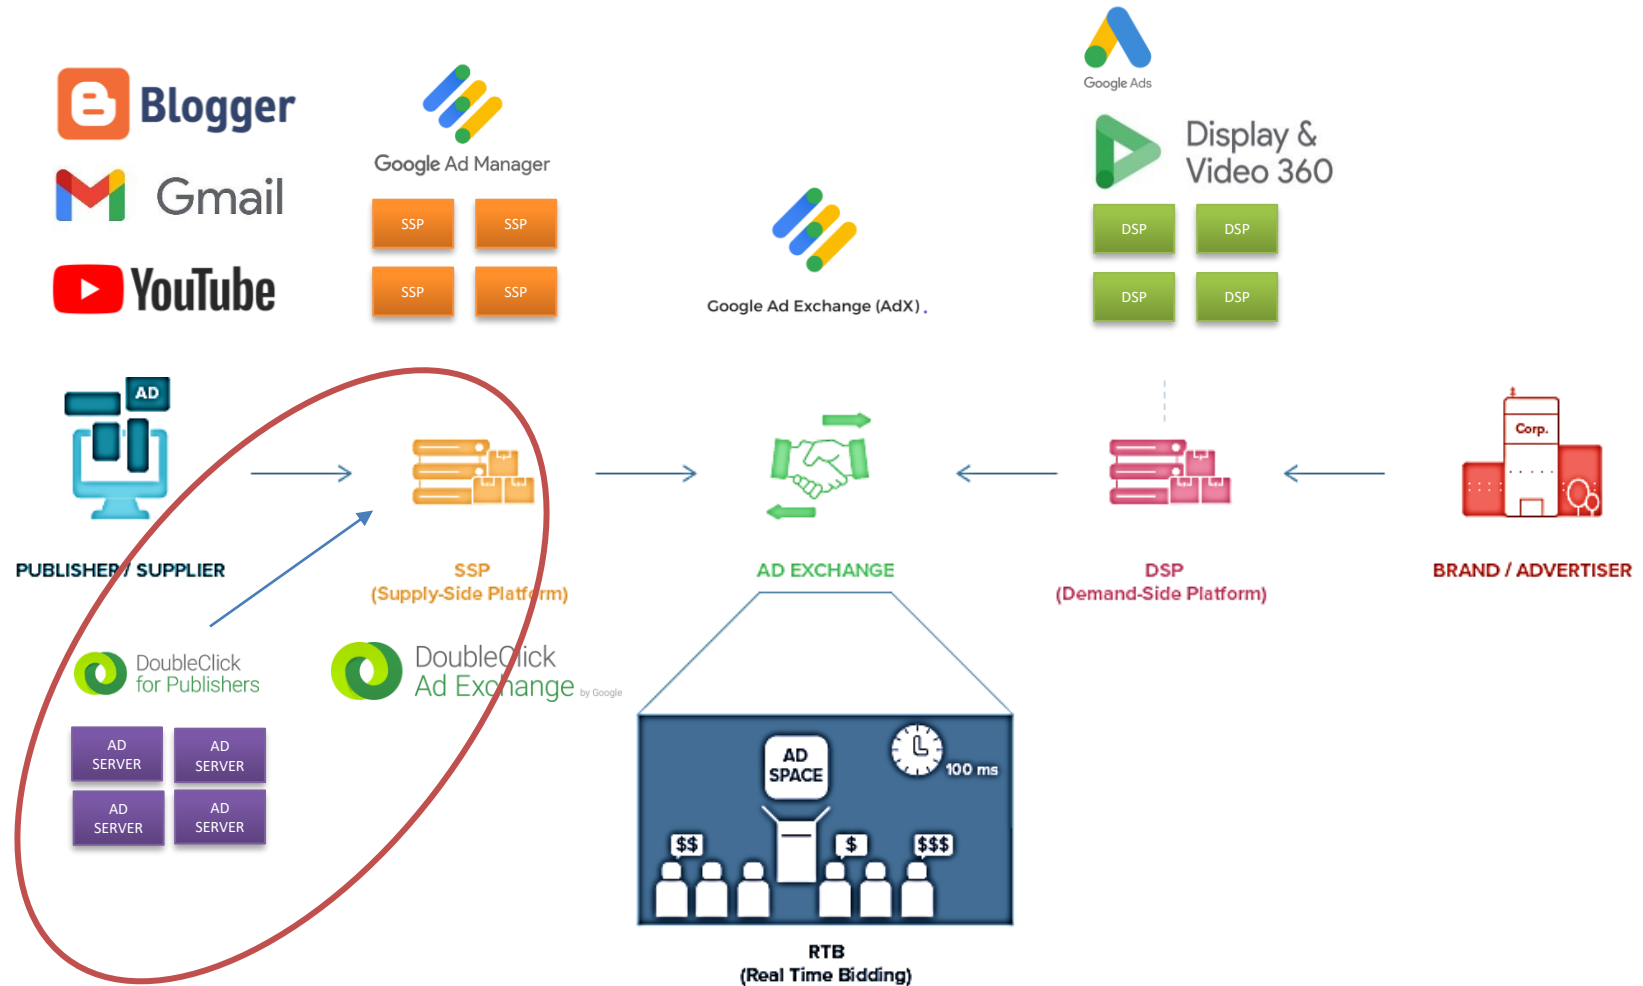 Blogger
Gmail
YouTube
Google Ad Manager
SSP
SSP
SSP
SSP
Google Ad Exchange (AdX) .
Google Ads
Display &
Video 360
DSP
DSP
DSP
DSP
AD
PUBLISHER / SUPPLIER
SSP
(Supply-Side Platform)
AD EXCHANGE
DSP
(Demand-Side Platform)
Corp.
BRAND / ADVERTISER
DoubleClick
for Publishers
DoubleClick
Ad Exchange by Google
AD
SERVER
AD
SERVER
AD
SERVER
AD
SERVER
AD
SPACE
100 ms
$$
$
$$$
RTB
(Real Time Bidding)